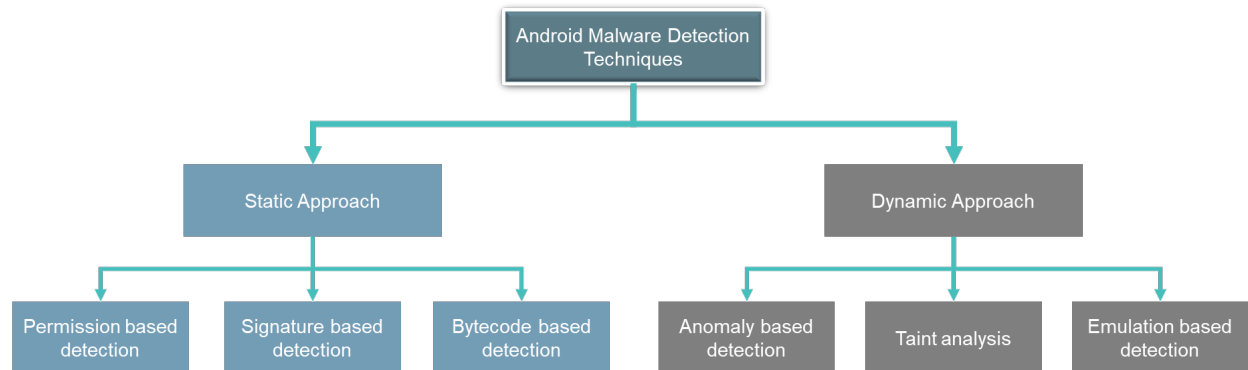 Android Malware Detection
Techniques
Static Approach
Dynamic Approach
Permission based
detection
Signature based
detection
Bytecode based
detection
Anomaly based
detection
Taint analysis
Emulation based
detection